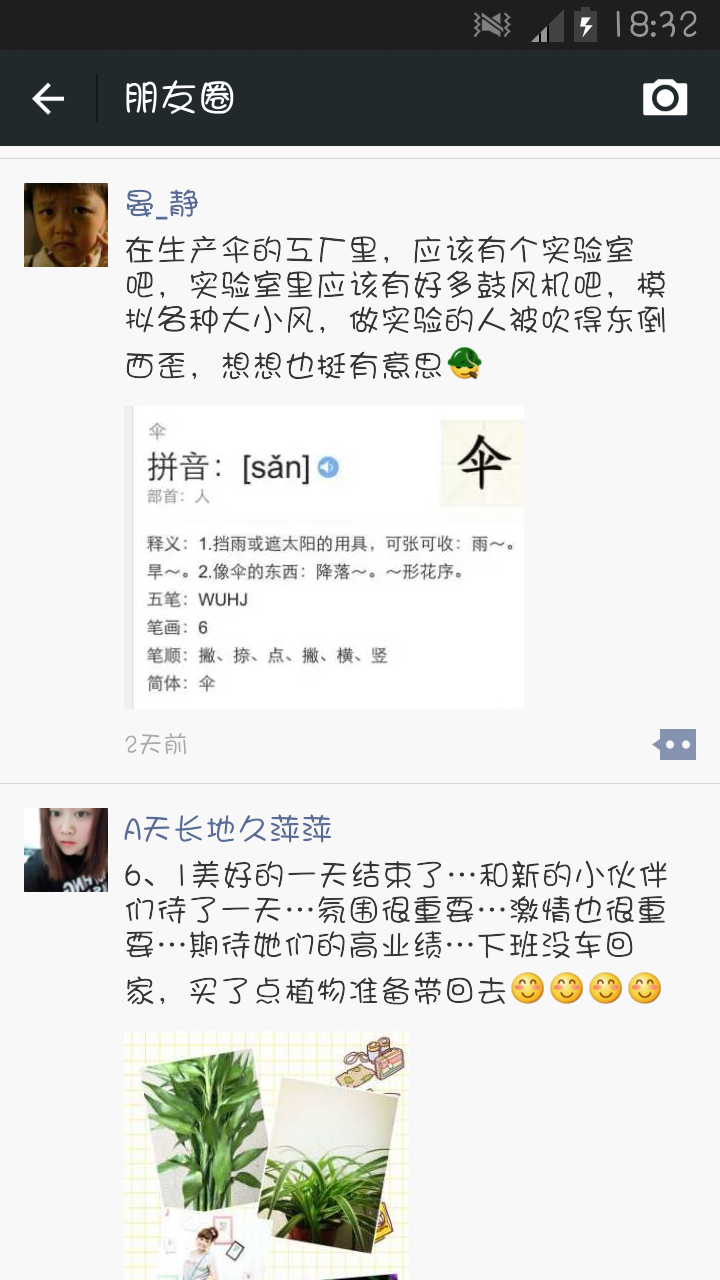 18:32
朋友圈
晏_静
在生产伞的工厂里，应该有个实验室
吧，实验室里应该有好多鼓风机吧，模
拟各种大小风，做实验的人被吹得东倒
西歪，想想也挺有意思
伞
拼音：[sǎn]
伞
部首：人
释义：1.挡雨或遮太阳的用具，可张可收：雨～。
旱～。2.像伞的东西：降落～。～形花序。
五笔：WUHJ
笔画：6
笔顺：撇、捺、点、撇、横、竖
简体：伞
2天前
A天长地久萍萍
6、1美好的一天结束了…和新的小伙伴
们待了一天…氛围很重要…激情也很重
要…期待她们的高业绩…下班没车回
家，买了点植物准备带回去